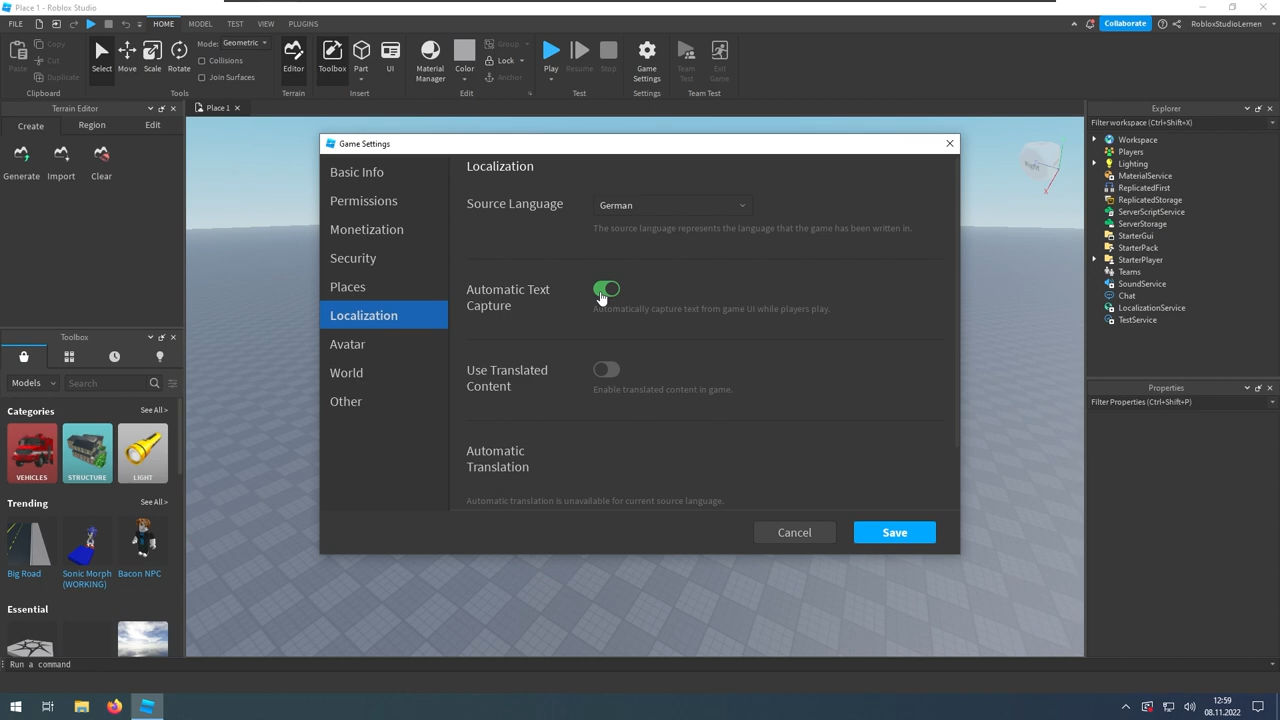 Place 1 - Roblox Studio
FILE
HOME MODEL TEST VIEW PLUGINS
Collaborate
RobloxStudioLernen
Paste
Copy
Cut
Duplicate
Clipboard
Select Move Scale Rotate
Mode: Geometric
Collisions
Join Surfaces
Tools
Editor
Terrain
Toolbox Part UI
Insert
Material Manager
Color
Group
Lock
Anchor
Edit
Play Resume Stop
Test
Game Settings
Settings
Team Test
Exit Game
Team Test
Terrain Editor
Create Region Edit
Generate Import Clear
Place 1
Toolbox
Models
Search
Categories
See All >
VEHICLES STRUCTURE LIGHT
Trending
See All >
Big Road
Sonic Morph (WORKING)
Bacon NPC
Essential
Run a command
Game Settings
Basic Info
Permissions
Monetization
Security
Places
Localization
Avatar
World
Other
Localization
Source Language
German
The source language represents the language that the game has been written in.
Automatic Text
Capture
Automatically capture text from game UI while players play.
Use Translated
Content
Enable translated content in game.
Automatic
Translation
Automatic translation is unavailable for current source language.
Cancel
Save
Explorer
Filter workspace (Ctrl+Shift+X)
Workspace
Players
Lighting
MaterialService
ReplicatedFirst
ReplicatedStorage
ServerScriptService
ServerStorage
StarterGui
StarterPack
StarterPlayer
Teams
SoundService
Chat
LocalizationService
TestService
Properties
Filter Properties (Ctrl+Shift+P)
12:59
08.11.2022